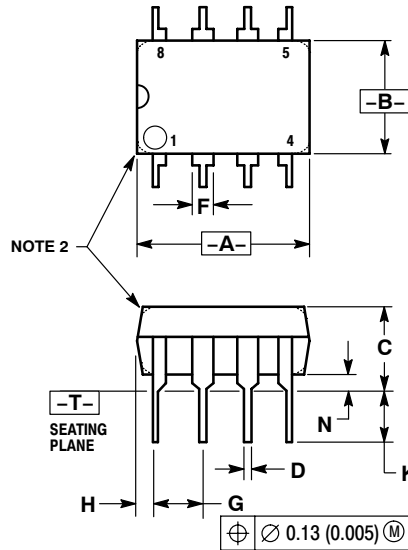 8 5
–B–
1 4
F
NOTE 2
–A–
C
–T–
N
SEATING
PLANE
D
K
H G
⌖ ∅ 0.13 (0.005) Ⓜ